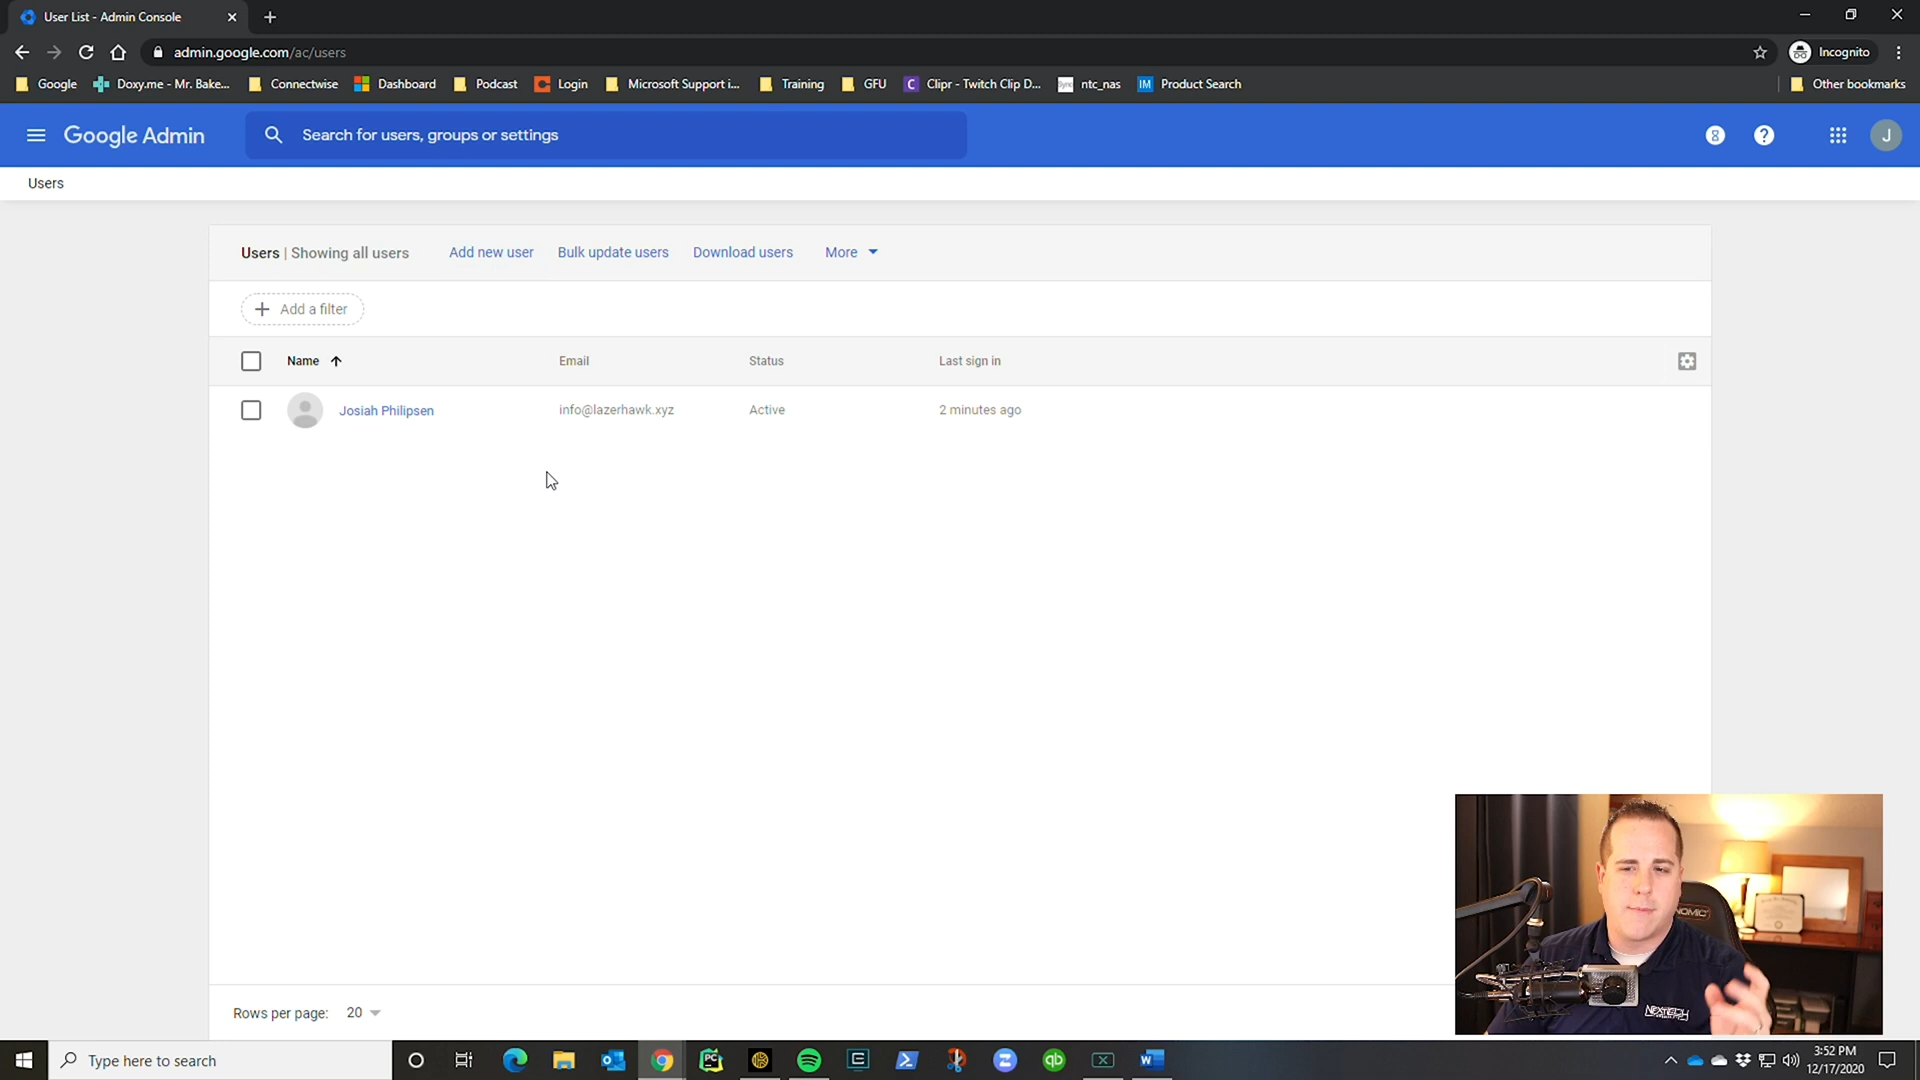 User List - Admin Console
admin.google.com/ac/users
Incognito
Google
Doxy.me - Mr. Bake...
Connectwise
Dashboard
Podcast
Login
Microsoft Support i...
Training
GFU
C
Clipr - Twitch Clip D...
ntc_nas
IM
Product Search
Other bookmarks
Google Admin
Search for users, groups or settings
?
J
Users
Users | Showing all users
Add new user
Bulk update users
Download users
More
Add a filter
Name
Email
Status
Last sign in
Josiah Philipsen
info@lazerhawk.xyz
Active
2 minutes ago
NEXTECH
Rows per page: 20
Type here to search
PC
qb
W
3:52 PM
12/17/2020